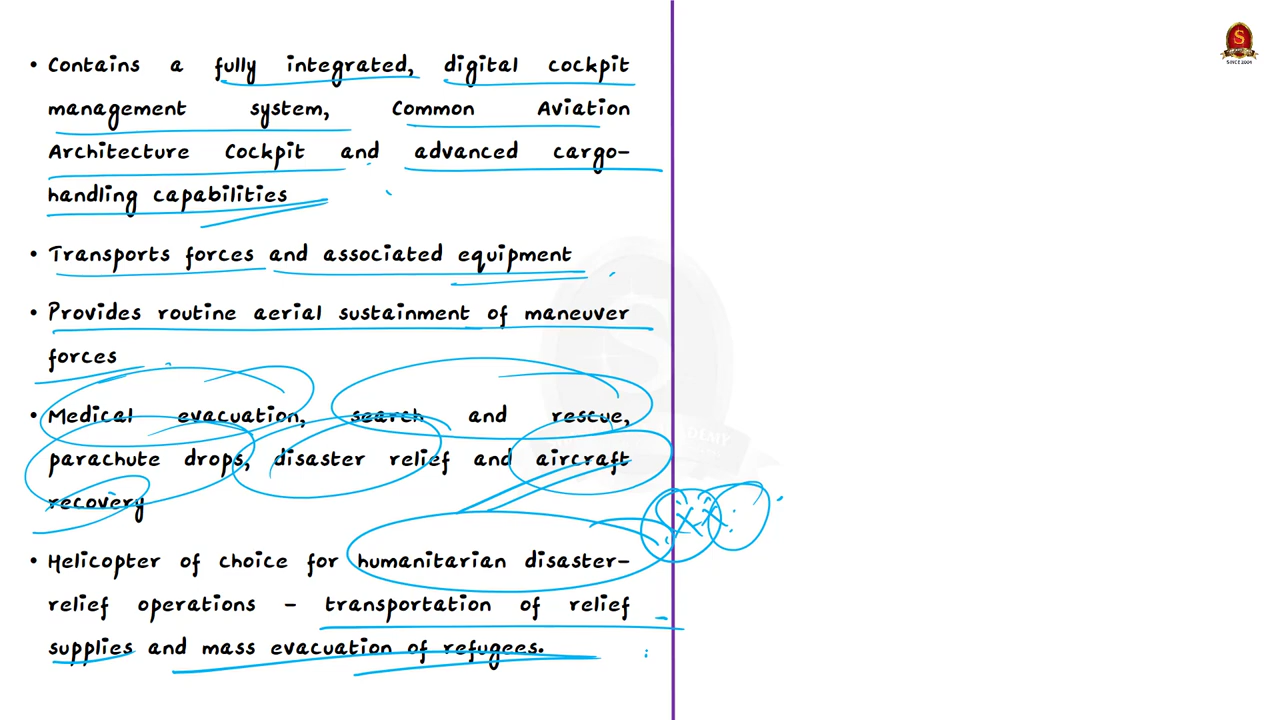 • Contains a fully integrated, digital cockpit
management system, Common Aviation
Architecture Cockpit and advanced cargo-
handling capabilities
• Transports forces and associated equipment
• Provides routine aerial sustainment of maneuver
forces
• Medical evacuation, search and rescue,
parachute drops, disaster relief and aircraft
recovery
• Helicopter of choice for humanitarian disaster-
relief operations - transportation of relief
supplies and mass evacuation of refugees.
S
SINCE 2004